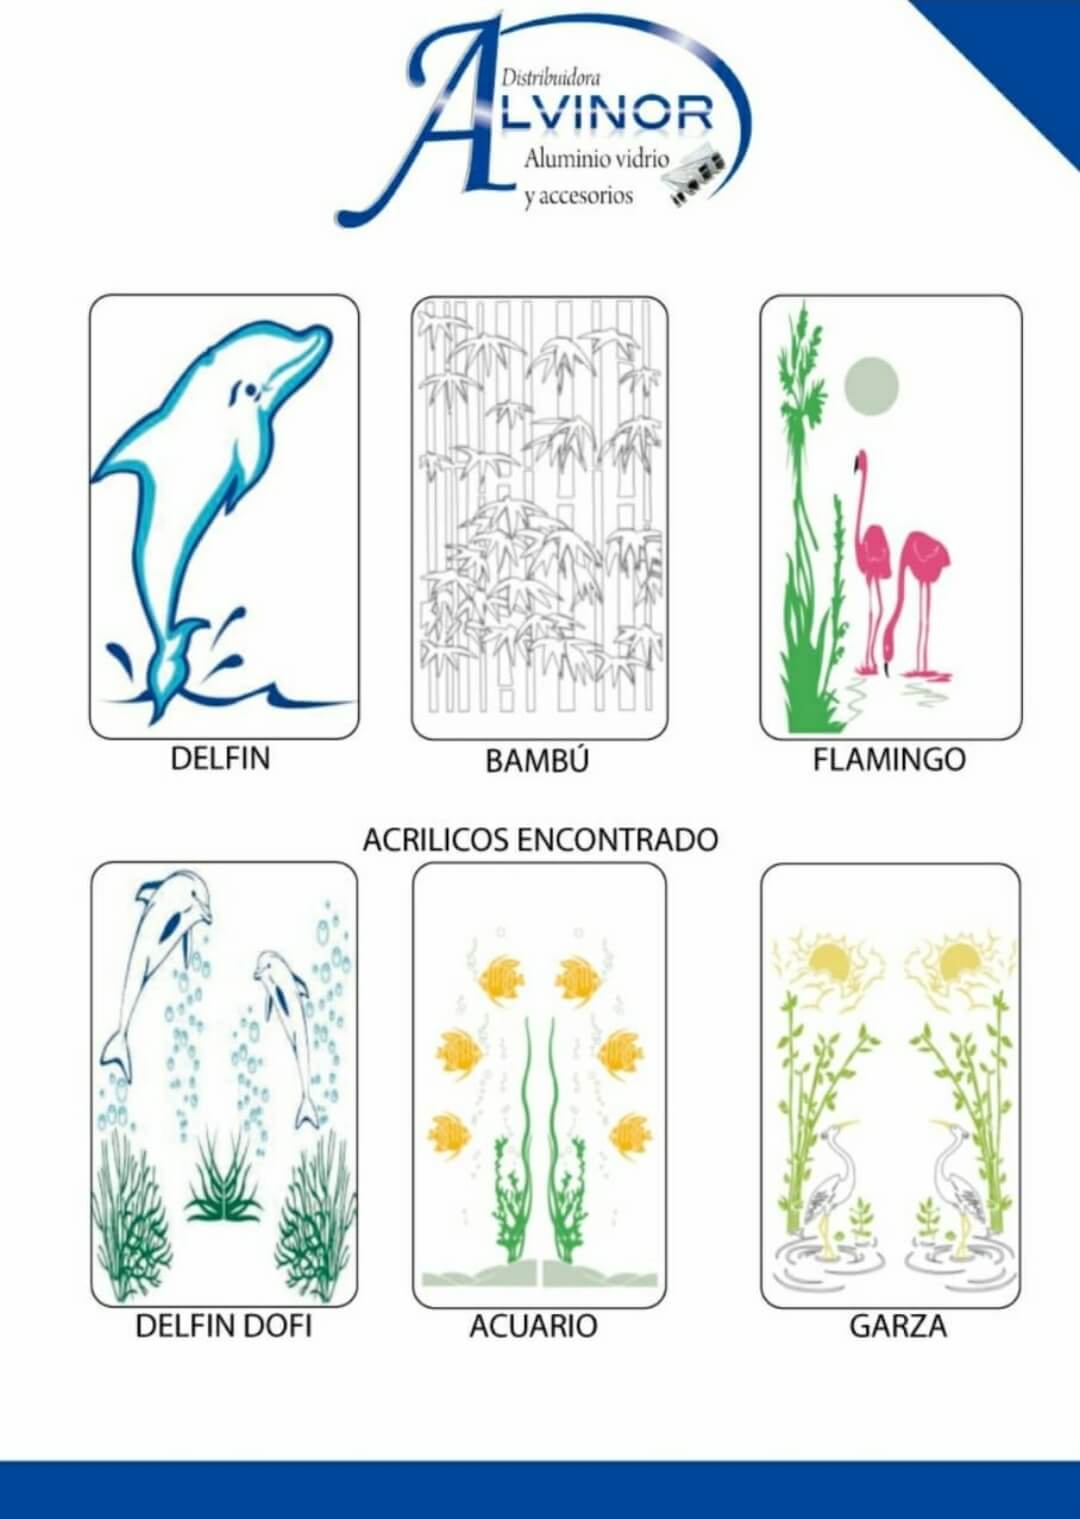 Distribuidora
ALVINOR
Aluminio vidrio
y accesorios
DELFIN
BAMBÚ
FLAMINGO
ACRILICOS ENCONTRADO
DELFIN DOFI
ACUARIO
GARZA